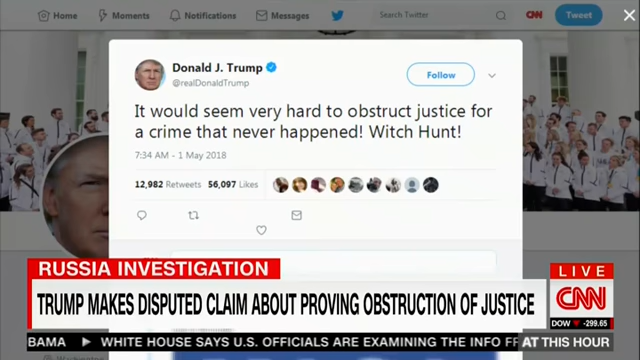 Home Moments Notifications Messages Search Twitter CNN Tweet
Donald J. Trump
@realDonaldTrump
Follow
It would seem very hard to obstruct justice for
a crime that never happened! Witch Hunt!
7:34 AM - 1 May 2018
12,982 Retweets 56,097 Likes
RUSSIA INVESTIGATION
LIVE
TRUMP MAKES DISPUTED CLAIM ABOUT PROVING OBSTRUCTION OF JUSTICE
CNN
DOW -299.65
BAMA WHITE HOUSE SAYS U.S. OFFICIALS ARE EXAMINING THE INFO FR AT THIS HOUR